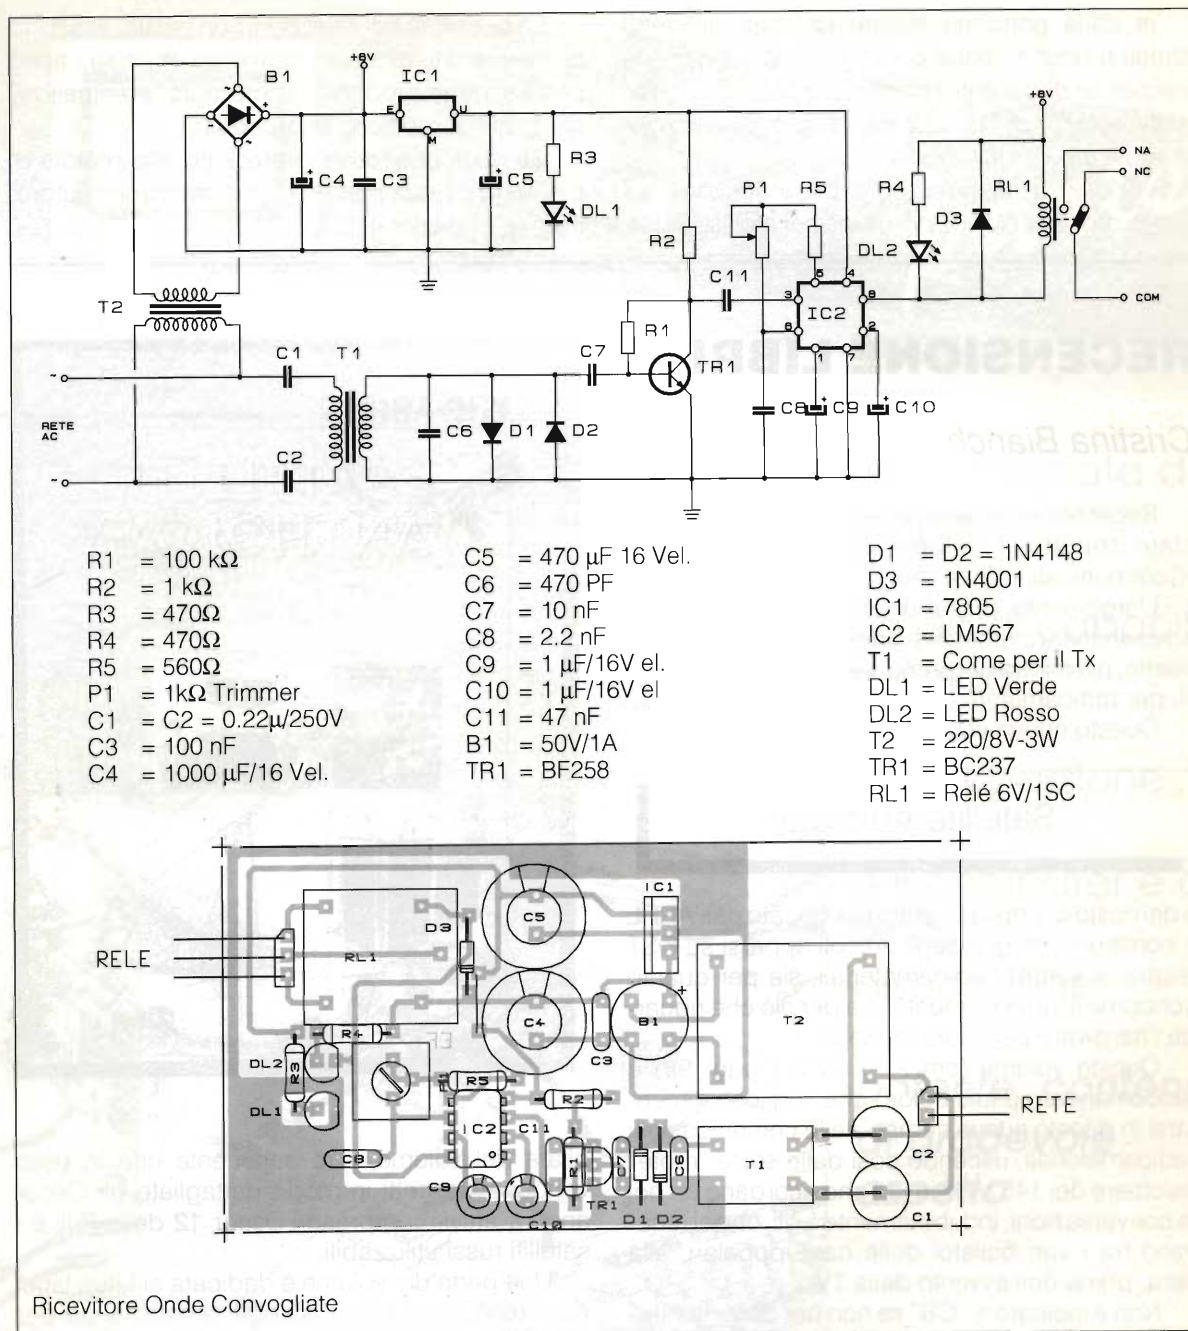 B1
+8V
IC1
E
U
M
C4
C3
C5
R3
DL1
T2
RETE
AC
C1
T1
C2
C6
D1
D2
C7
R1
TR1
R2
C11
P1
R5
3
5
4
6
8
2
1
7
IC2
C8
C9
C10
R4
DL2
D3
RL1
+8V
NA
NC
COM
R1 = 100 kΩ
R2 = 1 kΩ
R3 = 470Ω
R4 = 470Ω
R5 = 560Ω
P1 = 1kΩ Trimmer
C1 = C2 = 0.22µ/250V
C3 = 100 nF
C4 = 1000 µF/16 Vel.
C5 = 470 µF 16 Vel.
C6 = 470 PF
C7 = 10 nF
C8 = 2.2 nF
C9 = 1 µF/16V el.
C10 = 1 µF/16V el
C11 = 47 nF
B1 = 50V/1A
TR1 = BF258
D1 = D2 = 1N4148
D3 = 1N4001
IC1 = 7805
IC2 = LM567
T1 = Come per il Tx
DL1 = LED Verde
DL2 = LED Rosso
T2 = 220/8V-3W
TR1 = BC237
RL1 = Relé 6V/1SC
RELE
RL1
D3
C5
IC1
C4
C3
B1
T2
R4
DL2
R3
DL1
R5
R2
IC2
C11
C8
C9
C10
R1
TR1
C7
D1
D2
C6
T1
C2
C1
RETE
Ricevitore Onde Convogliate